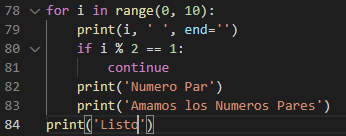 78 for i in range(0, 10):
79     print(i, ' ', end='')
80     if i % 2 == 1:
81         continue
82     print('Numero Par')
83     print('Amamos los Numeros Pares')
84 print('Listo')